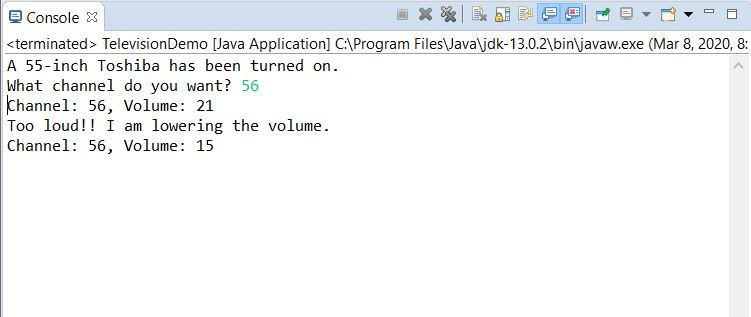 Console
<terminated> TelevisionDemo [Java Application] C:\Program Files\Java\jdk-13.0.2\bin\javaw.exe (Mar 8, 2020, 8:
A 55-inch Toshiba has been turned on.
What channel do you want? 56
Channel: 56, Volume: 21
Too loud!! I am lowering the volume.
Channel: 56, Volume: 15